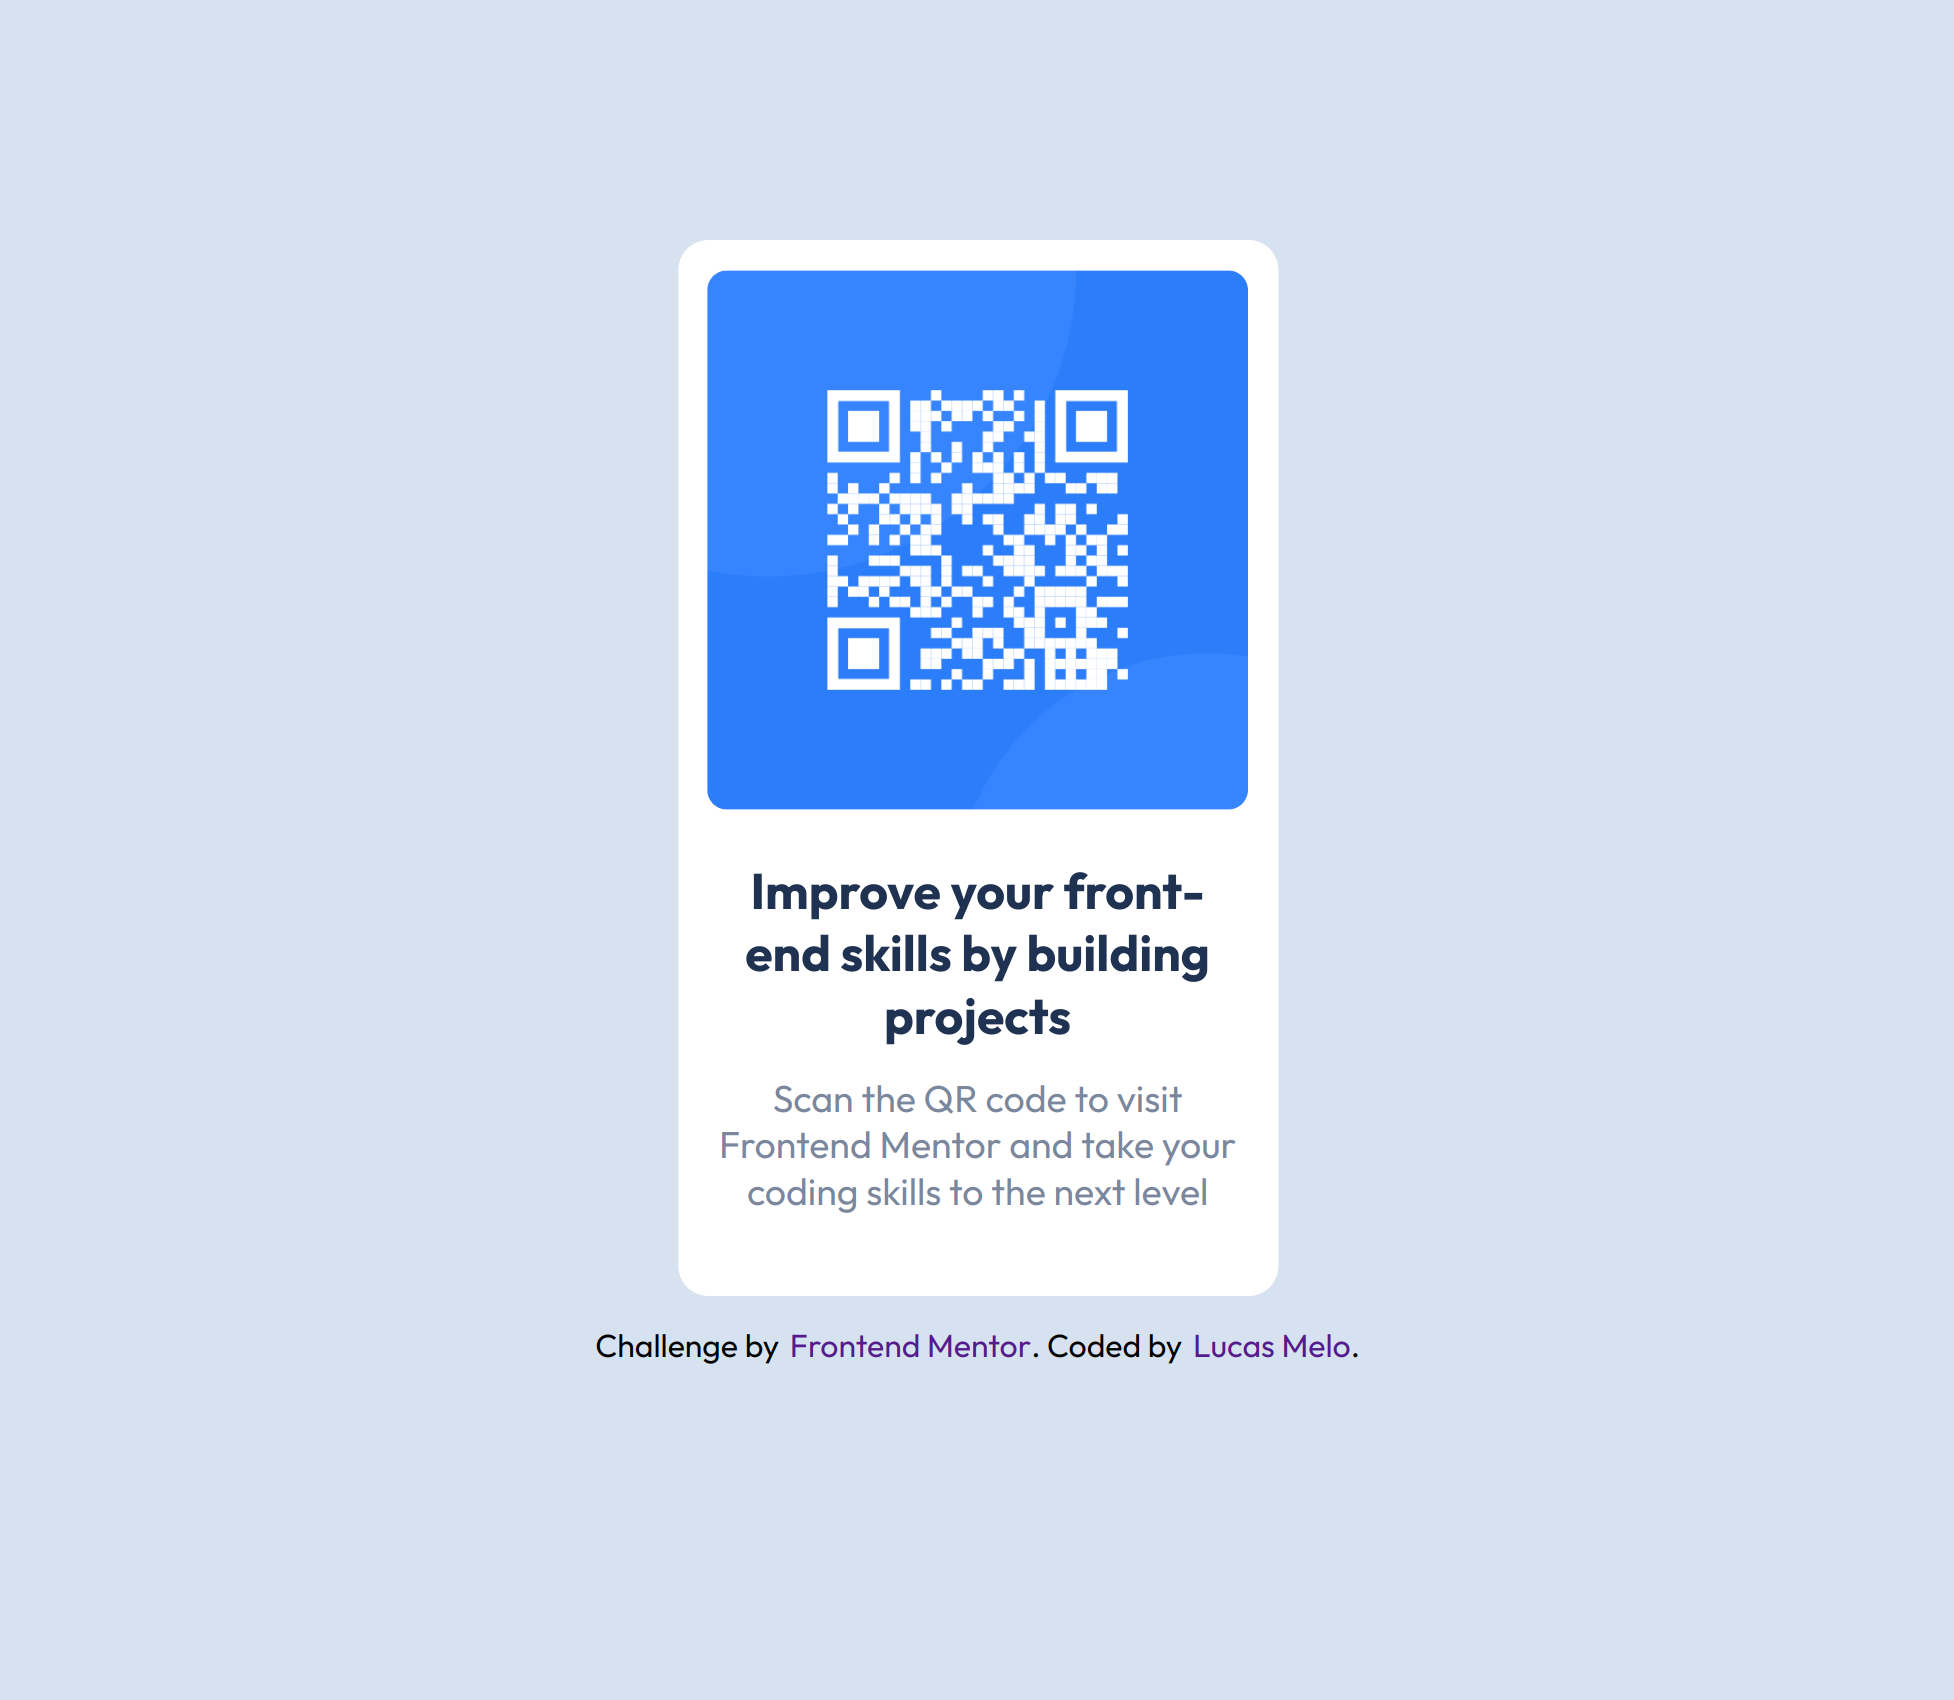 Improve your front-
end skills by building
projects
Scan the QR code to visit
Frontend Mentor and take your
coding skills to the next level
Challenge by Frontend Mentor. Coded by Lucas Melo.